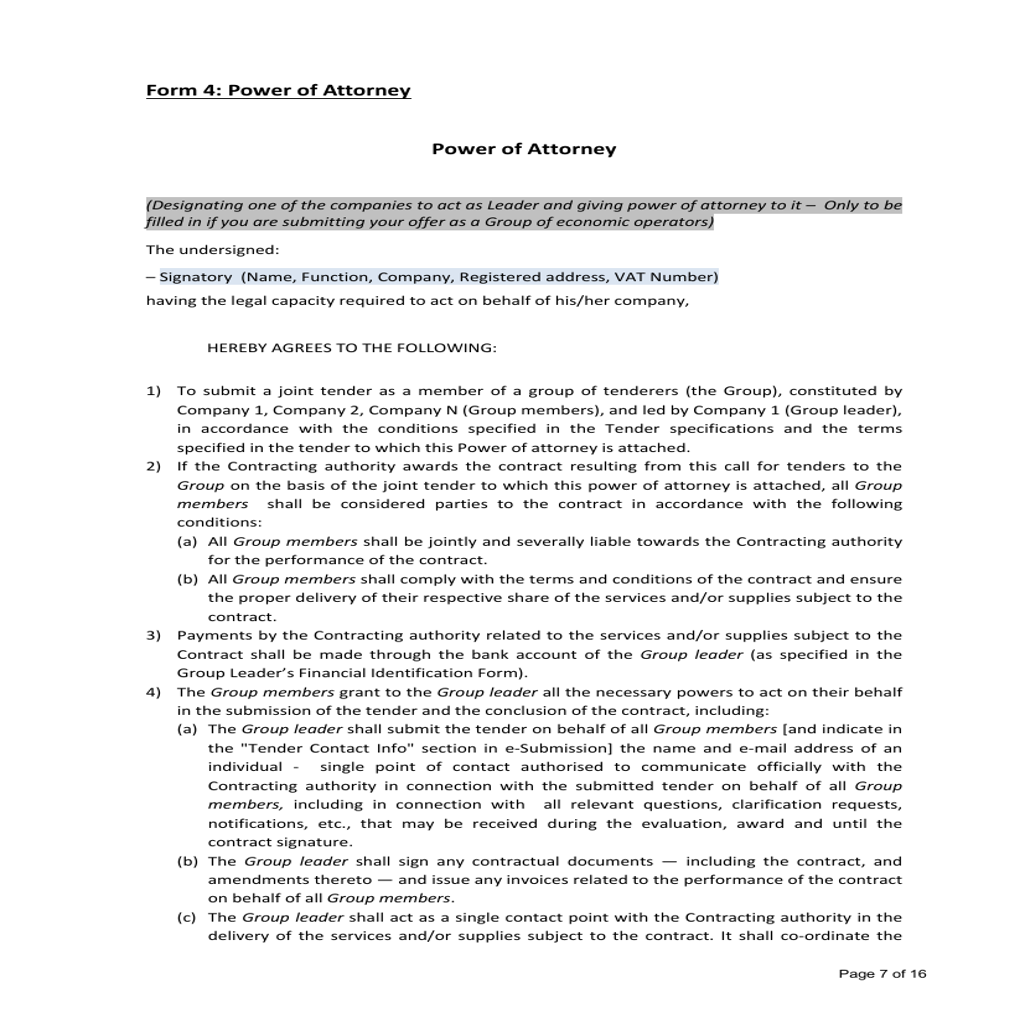 Form 4: Power of Attorney
Power of Attorney
(Designating one of the companies to act as Leader and giving power of attorney to it – Only to be
filled in if you are submitting your offer as a Group of economic operators)
The undersigned:
– Signatory (Name, Function, Company, Registered address, VAT Number)
having the legal capacity required to act on behalf of his/her company,
HEREBY AGREES TO THE FOLLOWING:
1) To submit a joint tender as a member of a group of tenderers (the Group), constituted by
Company 1, Company 2, Company N (Group members), and led by Company 1 (Group leader),
in accordance with the conditions specified in the Tender specifications and the terms
specified in the tender to which this Power of attorney is attached.
2) If the Contracting authority awards the contract resulting from this call for tenders to the
Group on the basis of the joint tender to which this power of attorney is attached, all Group
members shall be considered parties to the contract in accordance with the following
conditions:
(a) All Group members shall be jointly and severally liable towards the Contracting authority
for the performance of the contract.
(b) All Group members shall comply with the terms and conditions of the contract and ensure
the proper delivery of their respective share of the services and/or supplies subject to the
contract.
3) Payments by the Contracting authority related to the services and/or supplies subject to the
Contract shall be made through the bank account of the Group leader (as specified in the
Group Leader’s Financial Identification Form).
4) The Group members grant to the Group leader all the necessary powers to act on their behalf
in the submission of the tender and the conclusion of the contract, including:
(a) The Group leader shall submit the tender on behalf of all Group members [and indicate in
the "Tender Contact Info" section in e-Submission] the name and e-mail address of an
individual - single point of contact authorised to communicate officially with the
Contracting authority in connection with the submitted tender on behalf of all Group
members, including in connection with all relevant questions, clarification requests,
notifications, etc., that may be received during the evaluation, award and until the
contract signature.
(b) The Group leader shall sign any contractual documents — including the contract, and
amendments thereto — and issue any invoices related to the performance of the contract
on behalf of all Group members.
(c) The Group leader shall act as a single contact point with the Contracting authority in the
delivery of the services and/or supplies subject to the contract. It shall co-ordinate the
Page 7 of 16